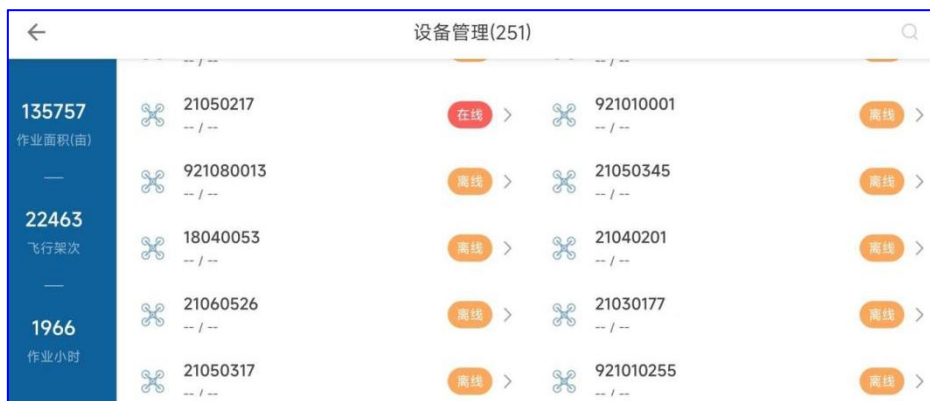 设备管理(251)
-- / --
-- / --
135757
作业面积(亩)
22463
飞行架次
1966
作业小时
21050217
在线
-- / --
921010001
离线
-- / --
921080013
离线
-- / --
21050345
离线
-- / --
18040053
离线
-- / --
21040201
离线
-- / --
21060526
离线
-- / --
21030177
离线
-- / --
21050317
离线
-- / --
921010255
离线
-- / --